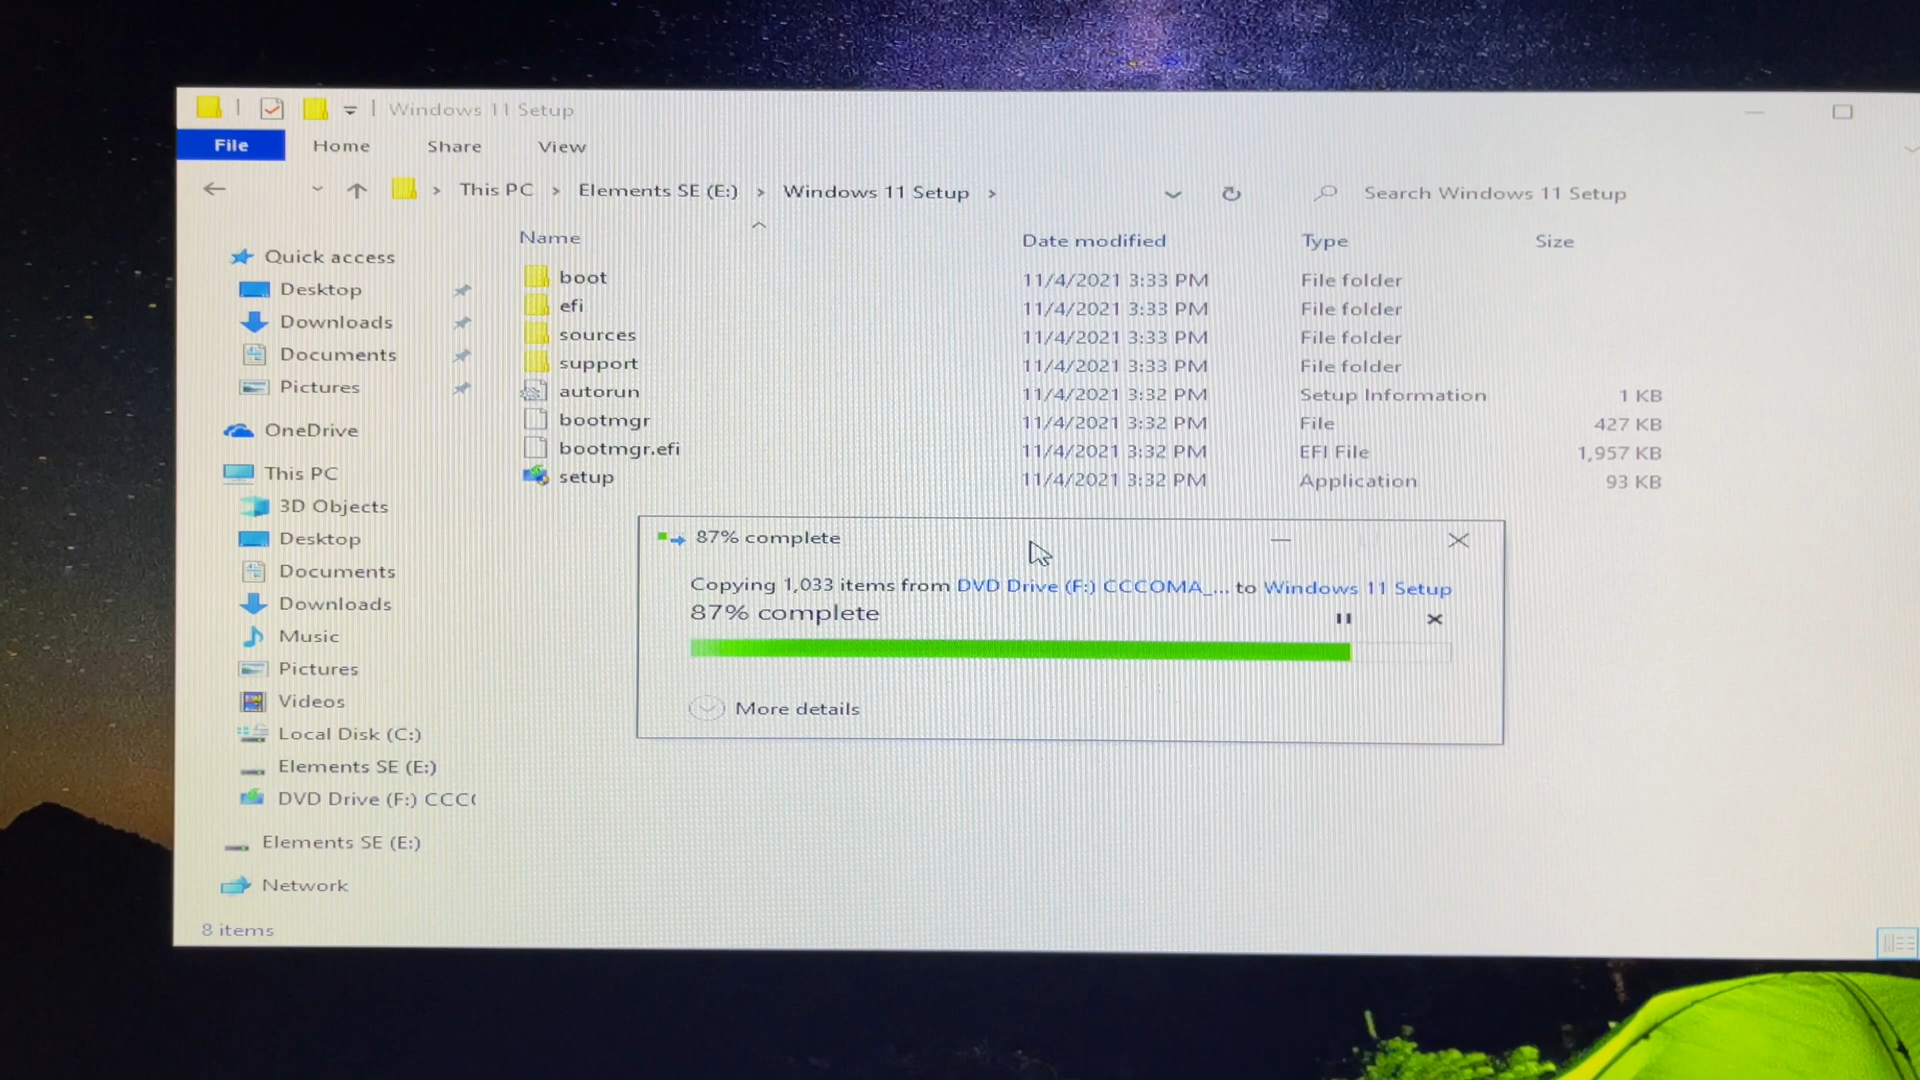 Windows 11 Setup
File Home Share View
This PC > Elements SE (E:) > Windows 11 Setup >
Search Windows 11 Setup
Name Date modified Type Size
boot 11/4/2021 3:33 PM File folder
efi 11/4/2021 3:33 PM File folder
sources 11/4/2021 3:33 PM File folder
support 11/4/2021 3:33 PM File folder
autorun 11/4/2021 3:32 PM Setup Information 1 KB
bootmgr 11/4/2021 3:32 PM File 427 KB
bootmgr.efi 11/4/2021 3:32 PM EFI File 1,957 KB
setup 11/4/2021 3:32 PM Application 93 KB
Quick access
Desktop
Downloads
Documents
Pictures
OneDrive
This PC
3D Objects
Desktop
Documents
Downloads
Music
Pictures
Videos
Local Disk (C:)
Elements SE (E:)
DVD Drive (F:) CCC
Elements SE (E:)
Network
8 items
87% complete
Copying 1,033 items from DVD Drive (F:) CCCOMA_... to Windows 11 Setup
87% complete
More details